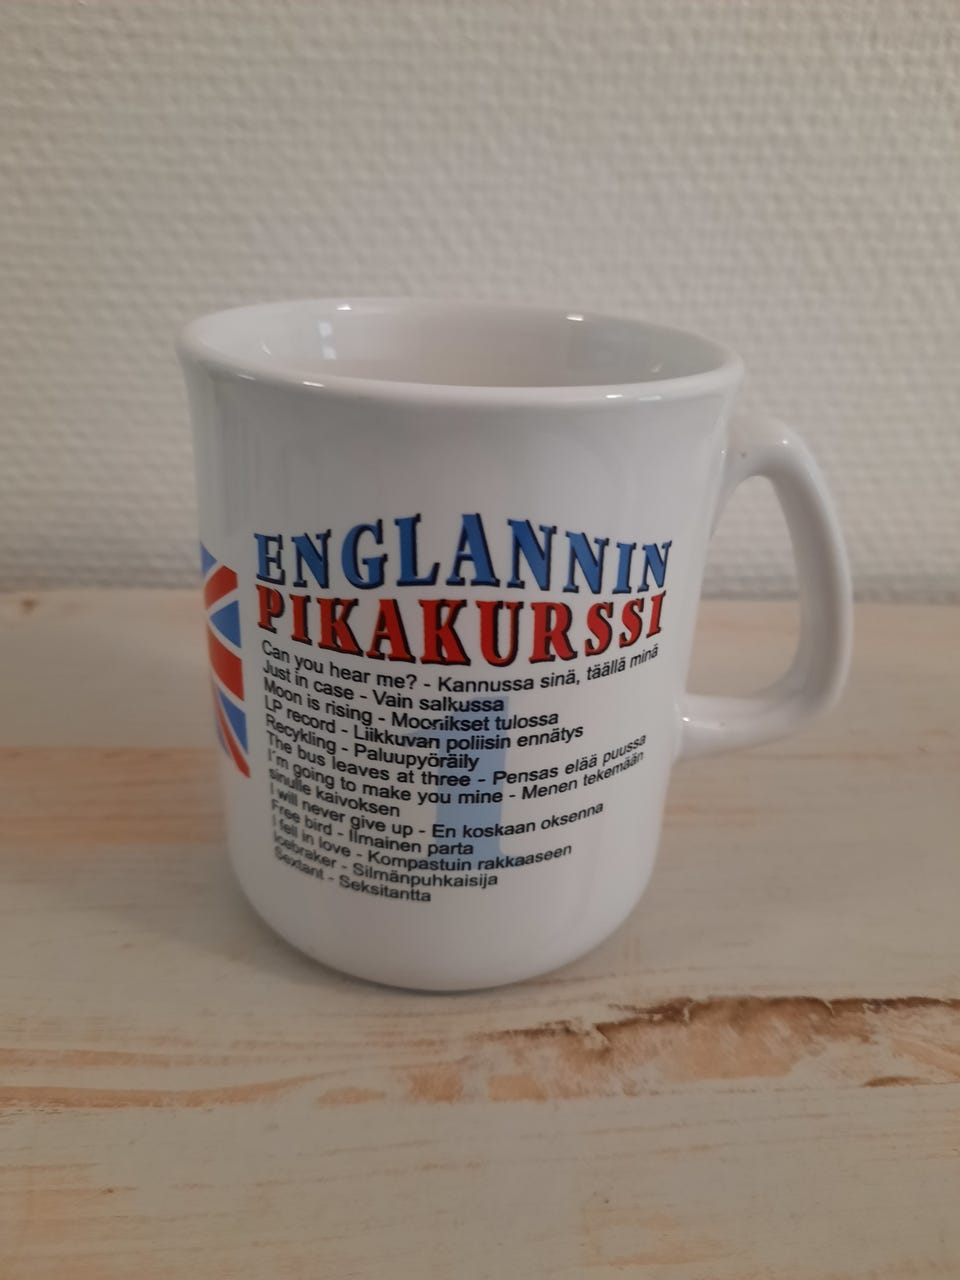 ENGLANNIN
PIKAKURSSI
Can you hear me? - Kannussa sinä, täällä minä
Just in case - Vain salkussa
Moon is rising - Moonikset tulossa
LP record - Liikkuvan poliisin ennätys
Recykling - Paluupyöräily
The bus leaves at three - Pensas elää puussa
I'm going to make you mine - Menen tekemään
sinulle kaivoksen
I will never give up - En koskaan oksenna
Free bird - Ilmainen parta
I fell in love - Kompastuin rakkaaseen
Icebraker - Silmänpuhkaisija
Sextant - Seksitantta
1